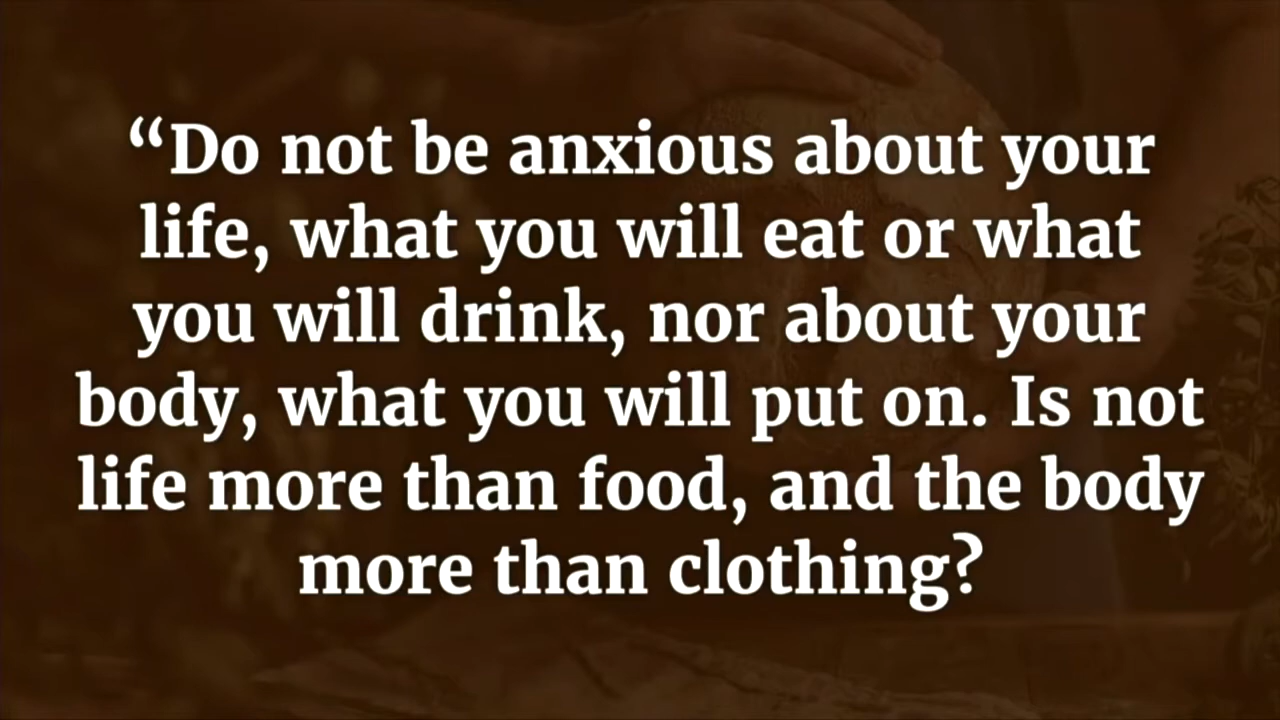 “Do not be anxious about your
life, what you will eat or what
you will drink, nor about your
body, what you will put on. Is not
life more than food, and the body
more than clothing?